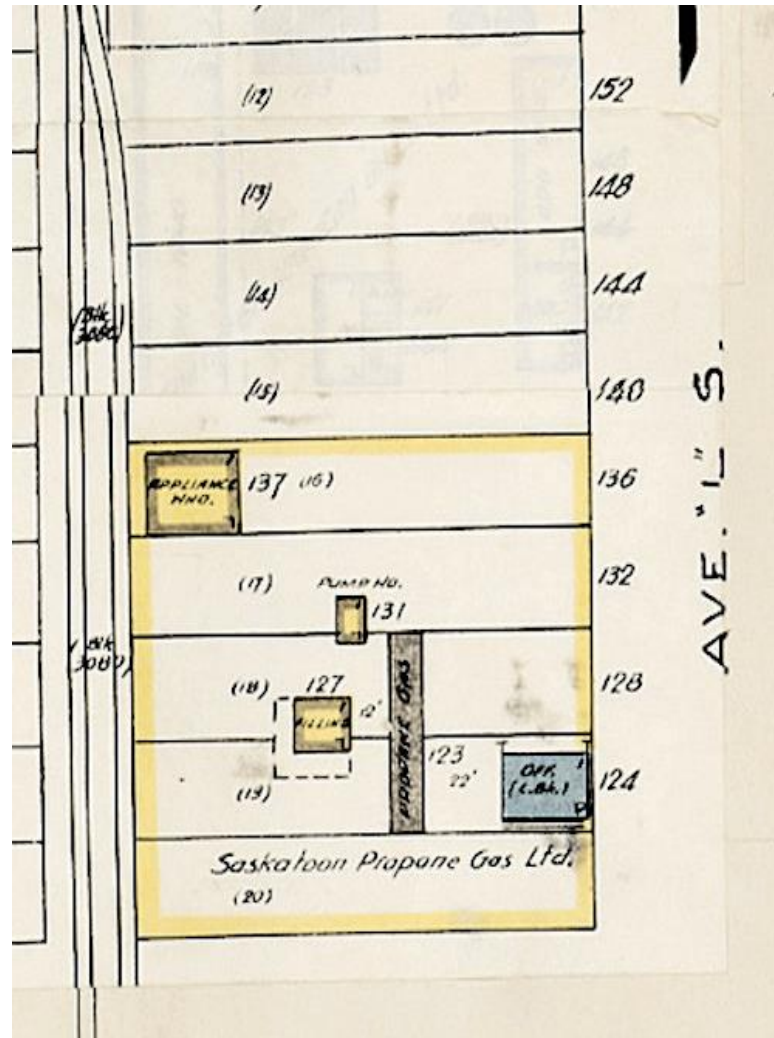 (12)
152
(13)
148
(14)
144
(Blk
3080)
(15)
140
AVE. "L" S.
APPLIANCE
WHO.
137 (16)
136
(17)
PUMP HO.
131
132
(Blk
3080)
(18)
127
FILLING
12'
PROPANE GAS
128
123
22'
OFF.
(C.Bk.)
124
(19)
Saskatoon Propane Gas Ltd.
(20)